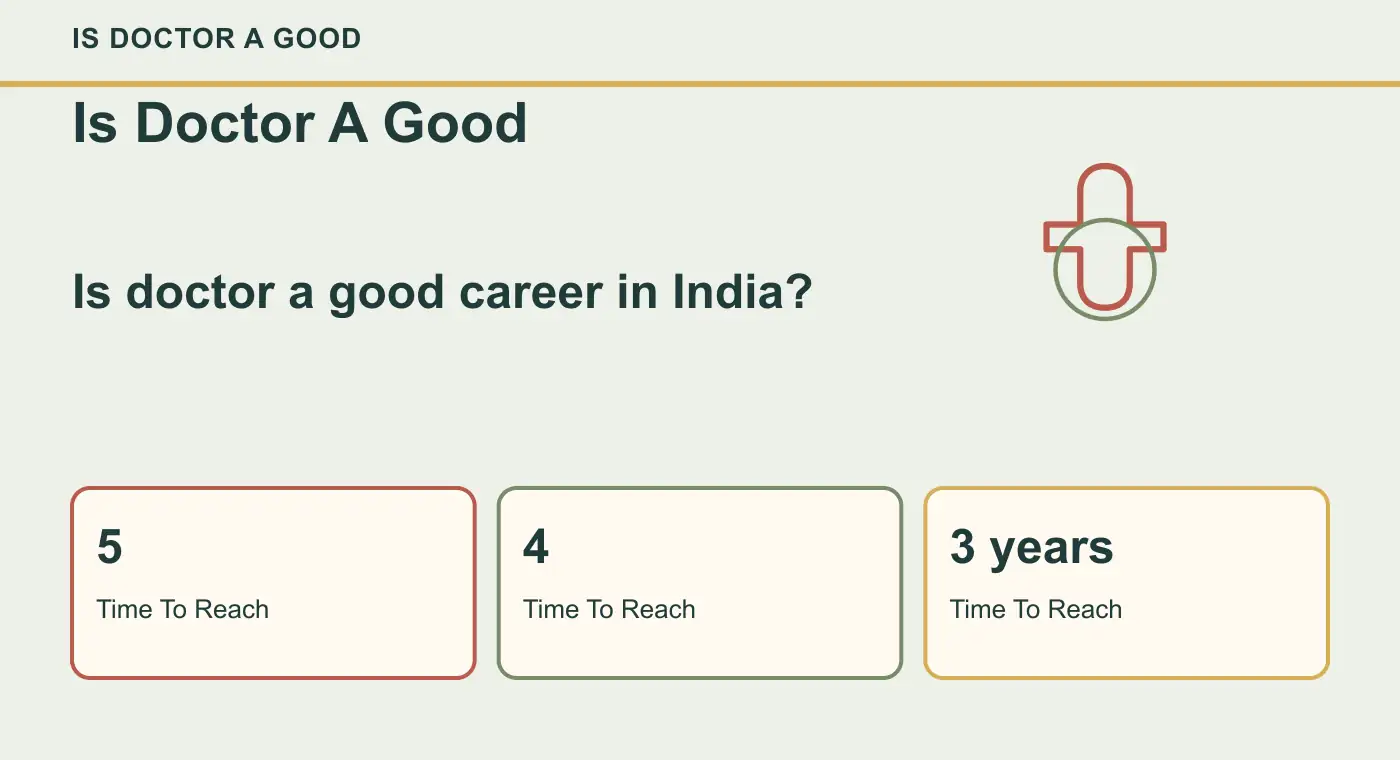 IS DOCTOR A GOOD
Is Doctor A Good
Is doctor a good career in India?
5
Time To Reach
4
Time To Reach
3 years
Time To Reach